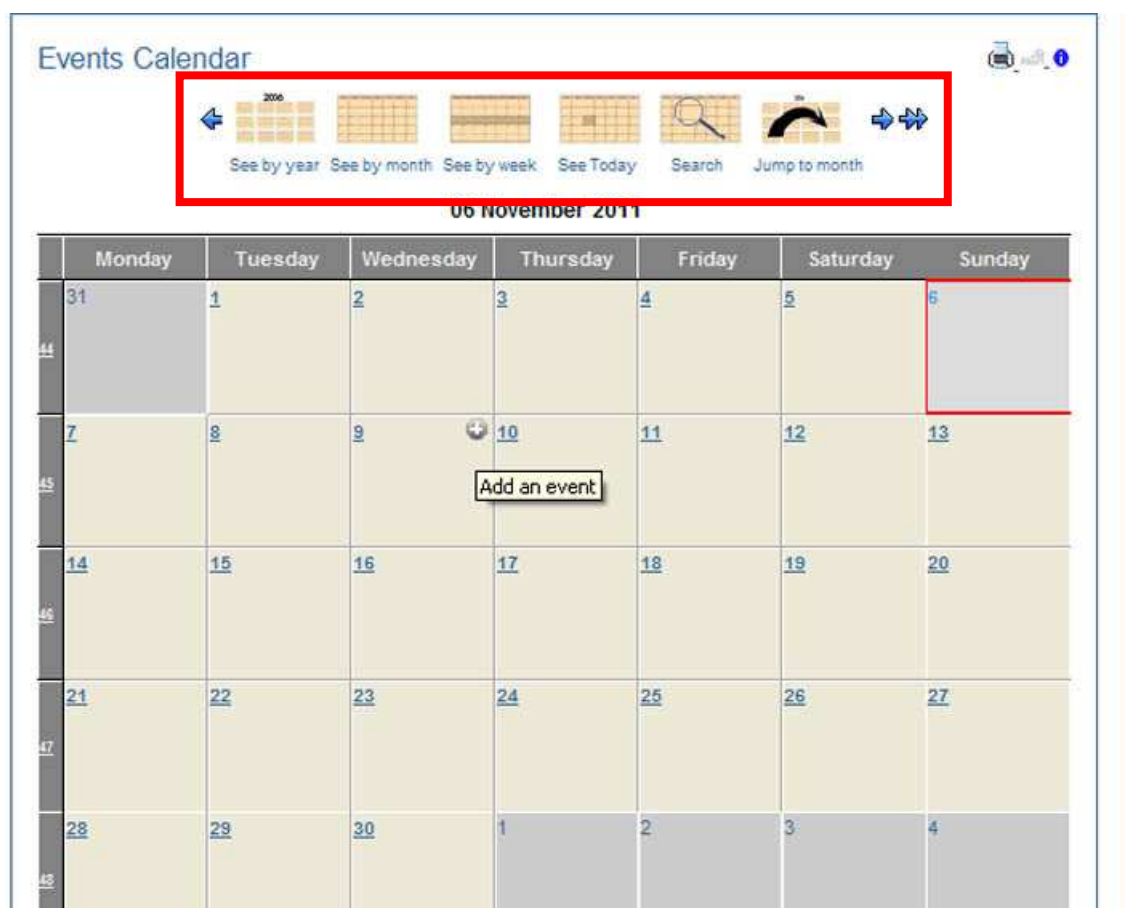 Events Calendar
2006
See by year See by month See by week See Today Search Jump to month
06 November 2011
Monday Tuesday Wednesday Thursday Friday Saturday Sunday
44 31 1 2 3 4 5 6
45 7 8 9 10 11 12 13
Add an event
46 14 15 16 17 18 19 20
47 21 22 23 24 25 26 27
48 28 29 30 1 2 3 4